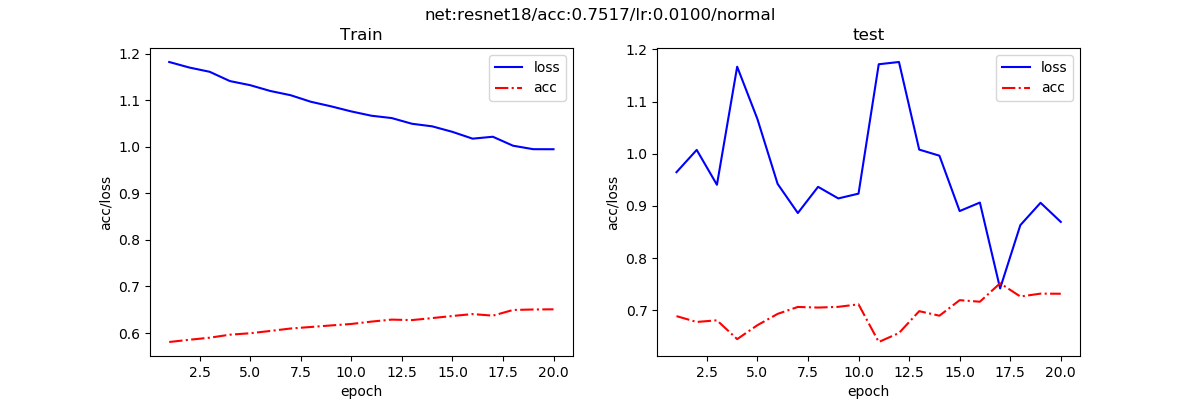 net:resnet18/acc:0.7517/lr:0.0100/normal
Train
1.2
1.1
1.0
0.9
0.8
0.7
0.6
acc/loss
loss
acc
2.5 5.0 7.5 10.0 12.5 15.0 17.5 20.0
epoch
test
1.2
1.1
1.0
0.9
0.8
0.7
acc/loss
loss
acc
2.5 5.0 7.5 10.0 12.5 15.0 17.5 20.0
epoch